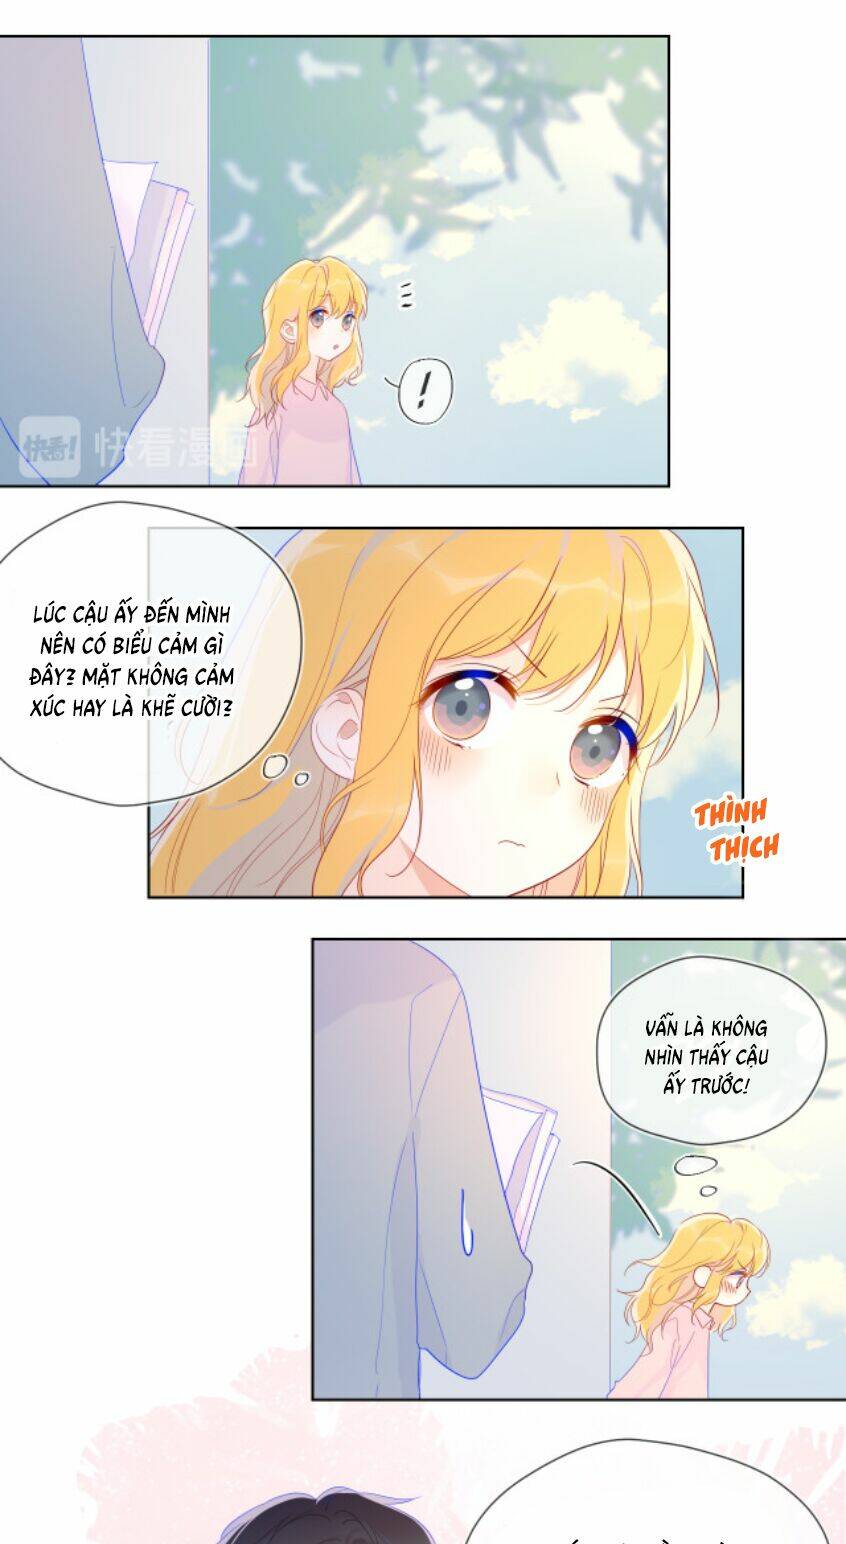 !
快看!
快看漫画
LÚC CẬU ẤY ĐẾN MÌNH
NÊN CÓ BIỂU CẢM GÌ
ĐÂY? MẶT KHÔNG CẢM
XÚC HAY LÀ KHẼ CƯỜI?
THÌNH
THỊCH
VẪN LÀ KHÔNG
NHÌN THẤY CẬU
ẤY TRƯỚC!